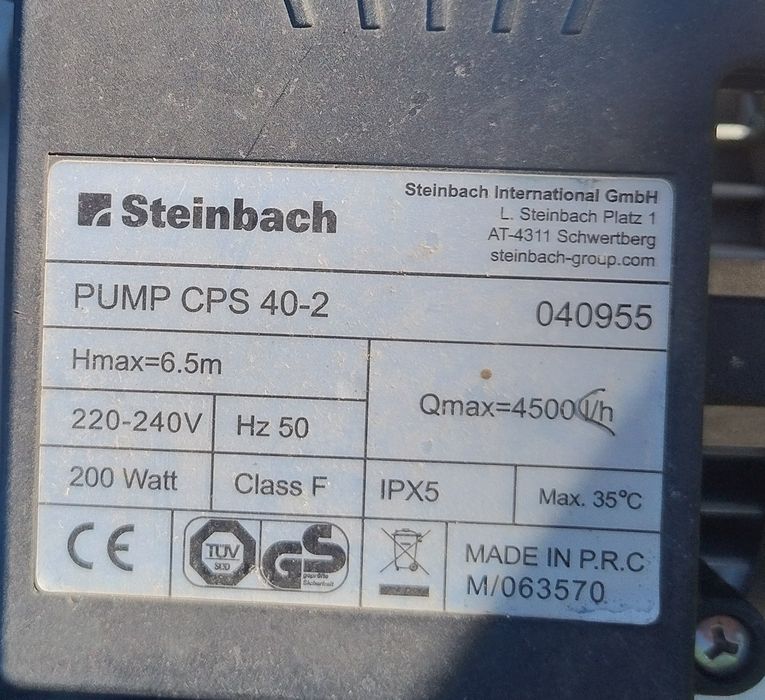 Steinbach
Steinbach International GmbH
L. Steinbach Platz 1
AT-4311 Schwertberg
steinbach-group.com
PUMP CPS 40-2
040955
Hmax=6.5m
Qmax=4500 l/h
220-240V
Hz 50
200 Watt
Class F
IPX5
Max. 35°C
CE
TÜV
SÜD
GS
geprüfte
Sicherheit
MADE IN P.R.C
M/063570